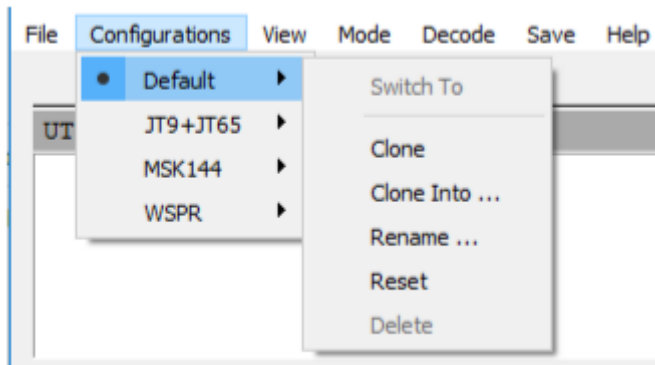 File Configurations View Mode Decode Save Help
Default
JT9+JT65
MSK144
WSPR
Switch To
Clone
Clone Into ...
Rename ...
Reset
Delete
UT